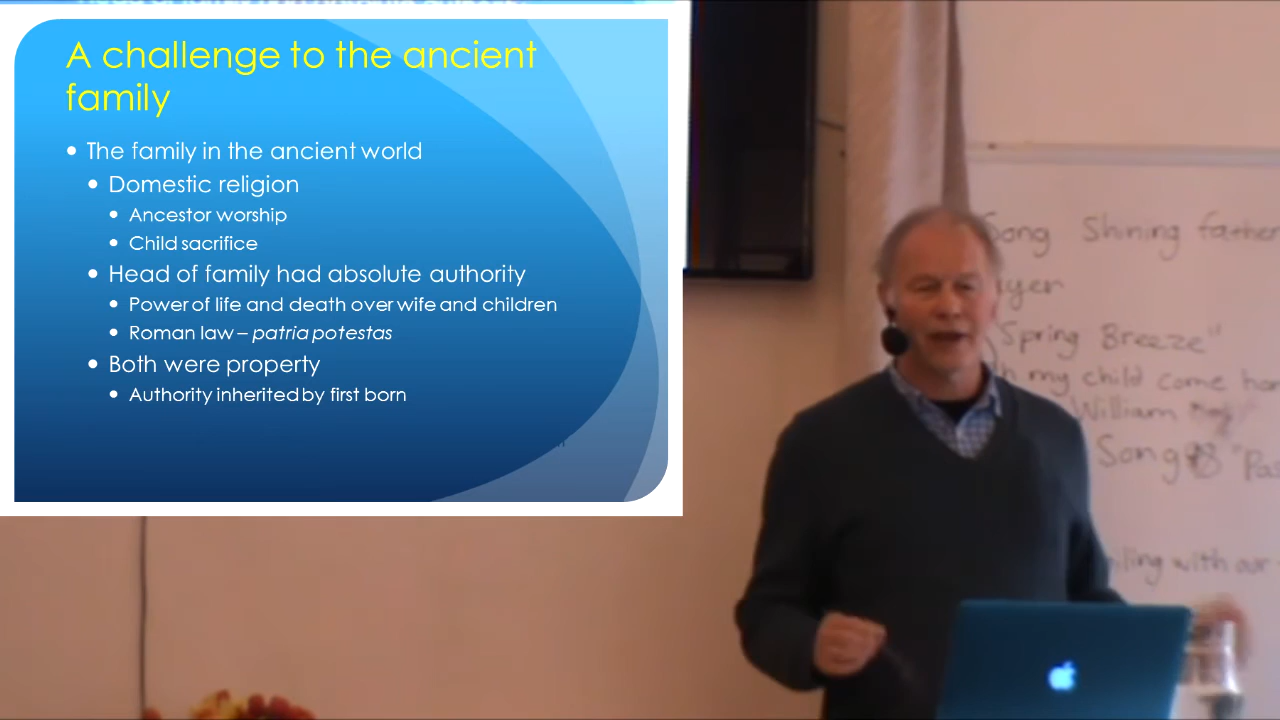 A challenge to the ancient
family
• The family in the ancient world
• Domestic religion
• Ancestor worship
• Child sacrifice
• Head of family had absolute authority
• Power of life and death over wife and children
• Roman law – patria potestas
• Both were property
• Authority inherited by first born
Song Shining father
"Spring Breeze"
my child come
William
Song "Pa
with our